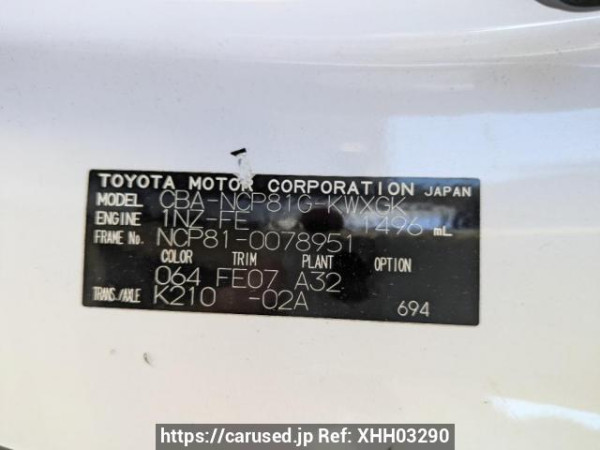 TOYOTA MOTOR CORPORATION JAPAN
MODEL CBA-NCP81G-KWXGK
ENGINE 1NZ-FE 1496 mL
FRAME No. NCP81-0078951
COLOR TRIM PLANT OPTION
064 FE07 A32
TRANS./AXLE K210 -02A
694
https://carused.jp Ref: XHH03290